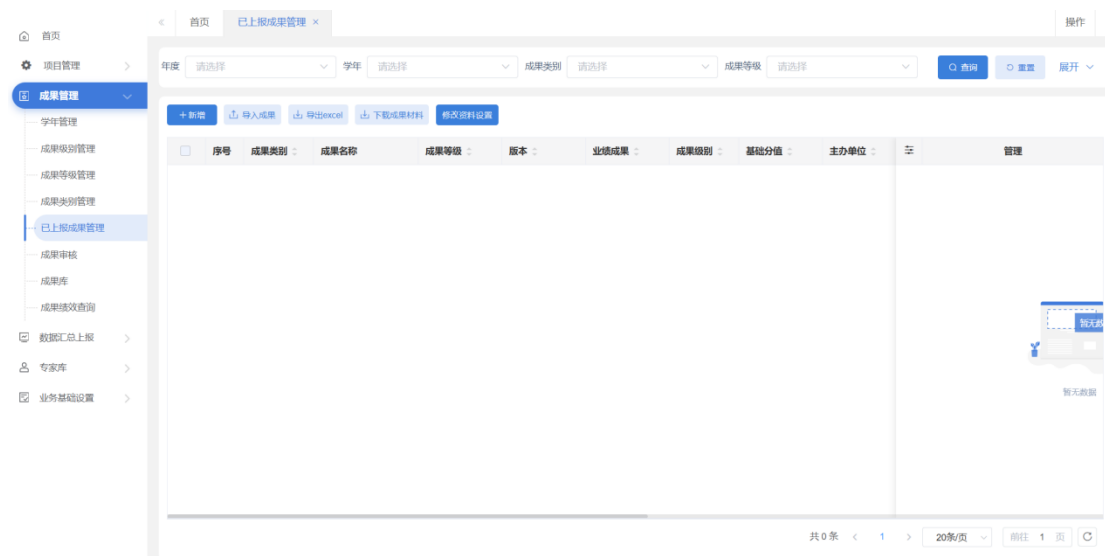 首页 已上报成果管理 × 操作
首页
项目管理
成果管理
学年管理
成果级别管理
成果等级管理
成果类别管理
已上报成果管理
成果审核
成果库
成果绩效查询
数据汇总上报
专家库
业务基础设置
年度 请选择 学年 请选择 成果类别 请选择 成果等级 请选择 查询 重置 展开
+新增 导入成果 导出excel 下载成果材料 修改资料设置
序号 成果类别 成果名称 成果等级 版本 业绩成果 成果级别 基础分值 主办单位 管理
暂无数
暂无数据
共 0 条 1 20条/页 前往 1 页